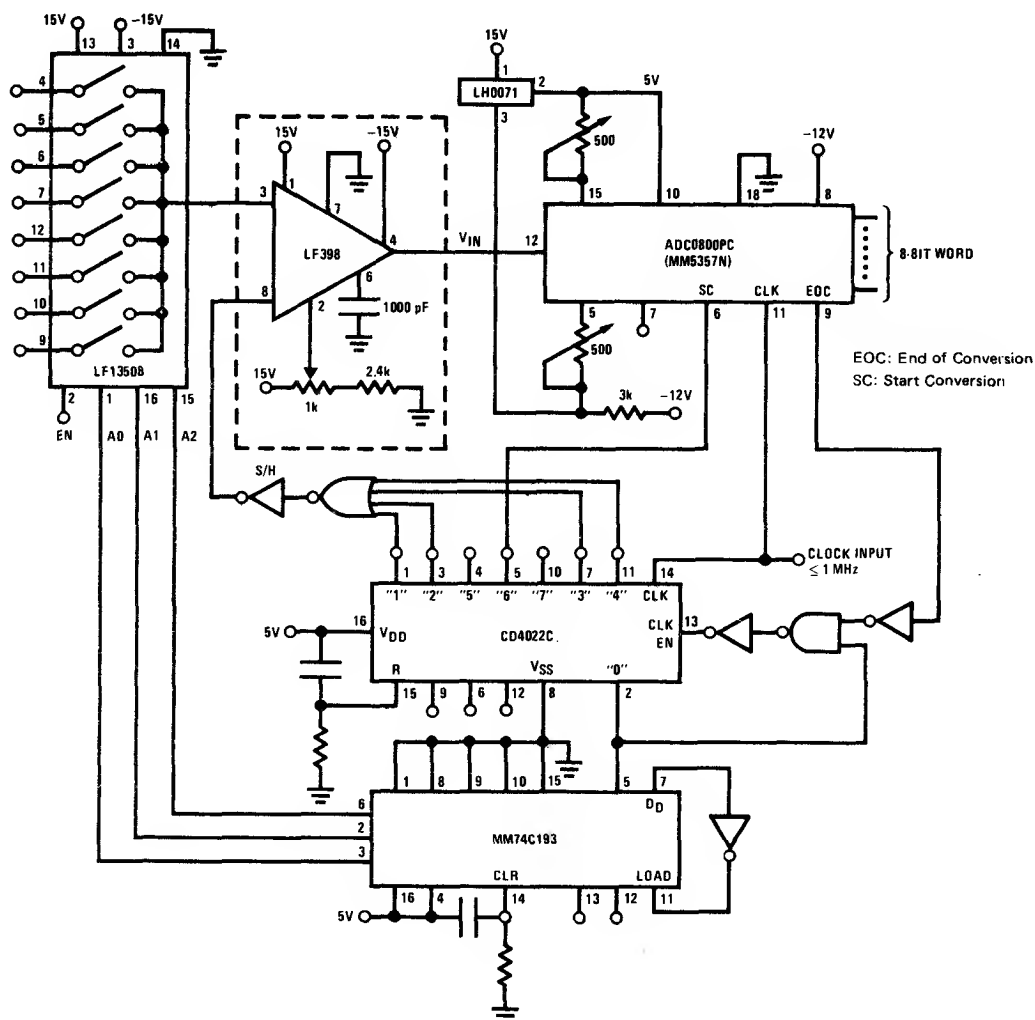 15V
-15V
13
3
14
4
5
6
7
12
11
10
9
LF13508
2
1
16
15
EN
A0
A1
A2
15V
-15V
1
7
3
4
LF398
6
8
2
1000 pF
15V
1k
2.4k
VIN
15V
1
LH0071
2
3
5V
500
-12V
15
10
18
8
12
ADC0800PC
(MM5357N)
8-BIT WORD
SC
CLK
EOC
5
7
6
11
9
500
3k
-12V
EOC: End of Conversion
SC: Start Conversion
S/H
CLOCK INPUT
≤ 1 MHz
1
3
4
5
10
7
11
14
"1"
"2"
"5"
"6"
"7"
"3"
"4"
CLK
5V
16
VDD
CD4022C
CLK
EN
13
R
VSS
"0"
15
9
6
12
8
2
1
8
9
10
15
5
7
DD
6
2
3
MM74C193
CLR
LOAD
16
4
14
13
12
11
5V